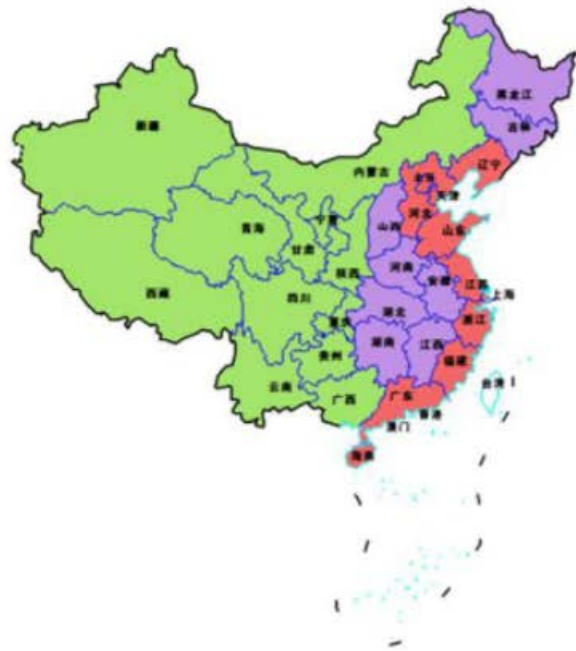 黑龙江
吉林
辽宁
内蒙古
新疆
北京
天津
河北
山西
山东
宁夏
青海
甘肃
陕西
河南
江苏
安徽
上海
西藏
四川
重庆
湖北
浙江
湖南
江西
福建
贵州
云南
广西
广东
台湾
香港
澳门
海南